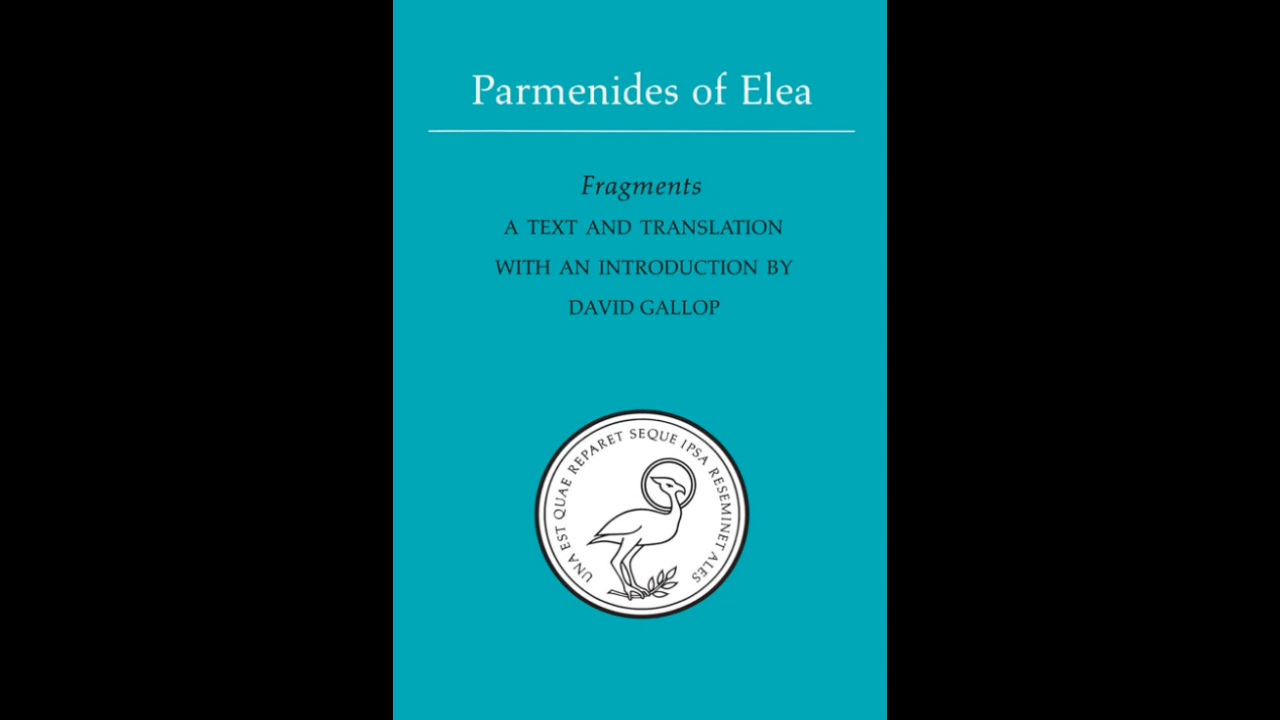 Parmenides of Elea
Fragments
A TEXT AND TRANSLATION
WITH AN INTRODUCTION BY
DAVID GALLOP
UNA EST QUAE REPARET SEQUE IPSA RESEMINET ALES